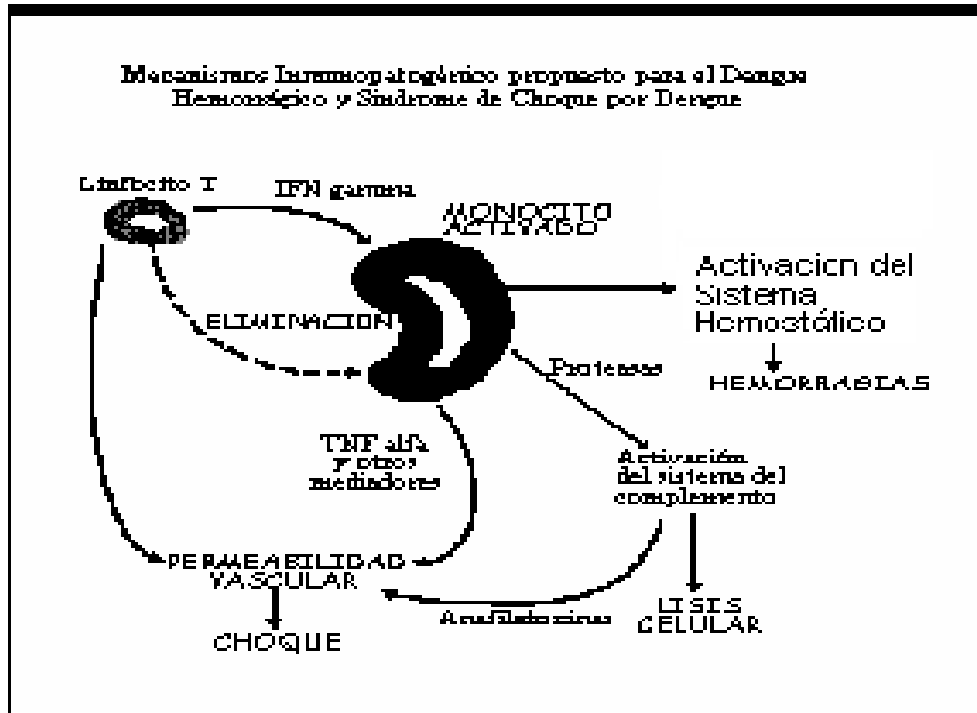 Mecanismos Inmunopatogénico propuesto para el Dengue
Hemorrágico y Síndrome de Choque por Dengue
Linfocito T
IFN gamma
MONOCITO
ACTIVADO
Activacion del
Sistema
Hemostático
ELIMINACION
Proteasas
HEMORRAGIAS
TNF alfa
y otros
mediadores
Activación
del sistema del
complemento
PERMEABILIDAD
VASCULAR
Anafilatoxinas
LISIS
CELULAR
CHOQUE